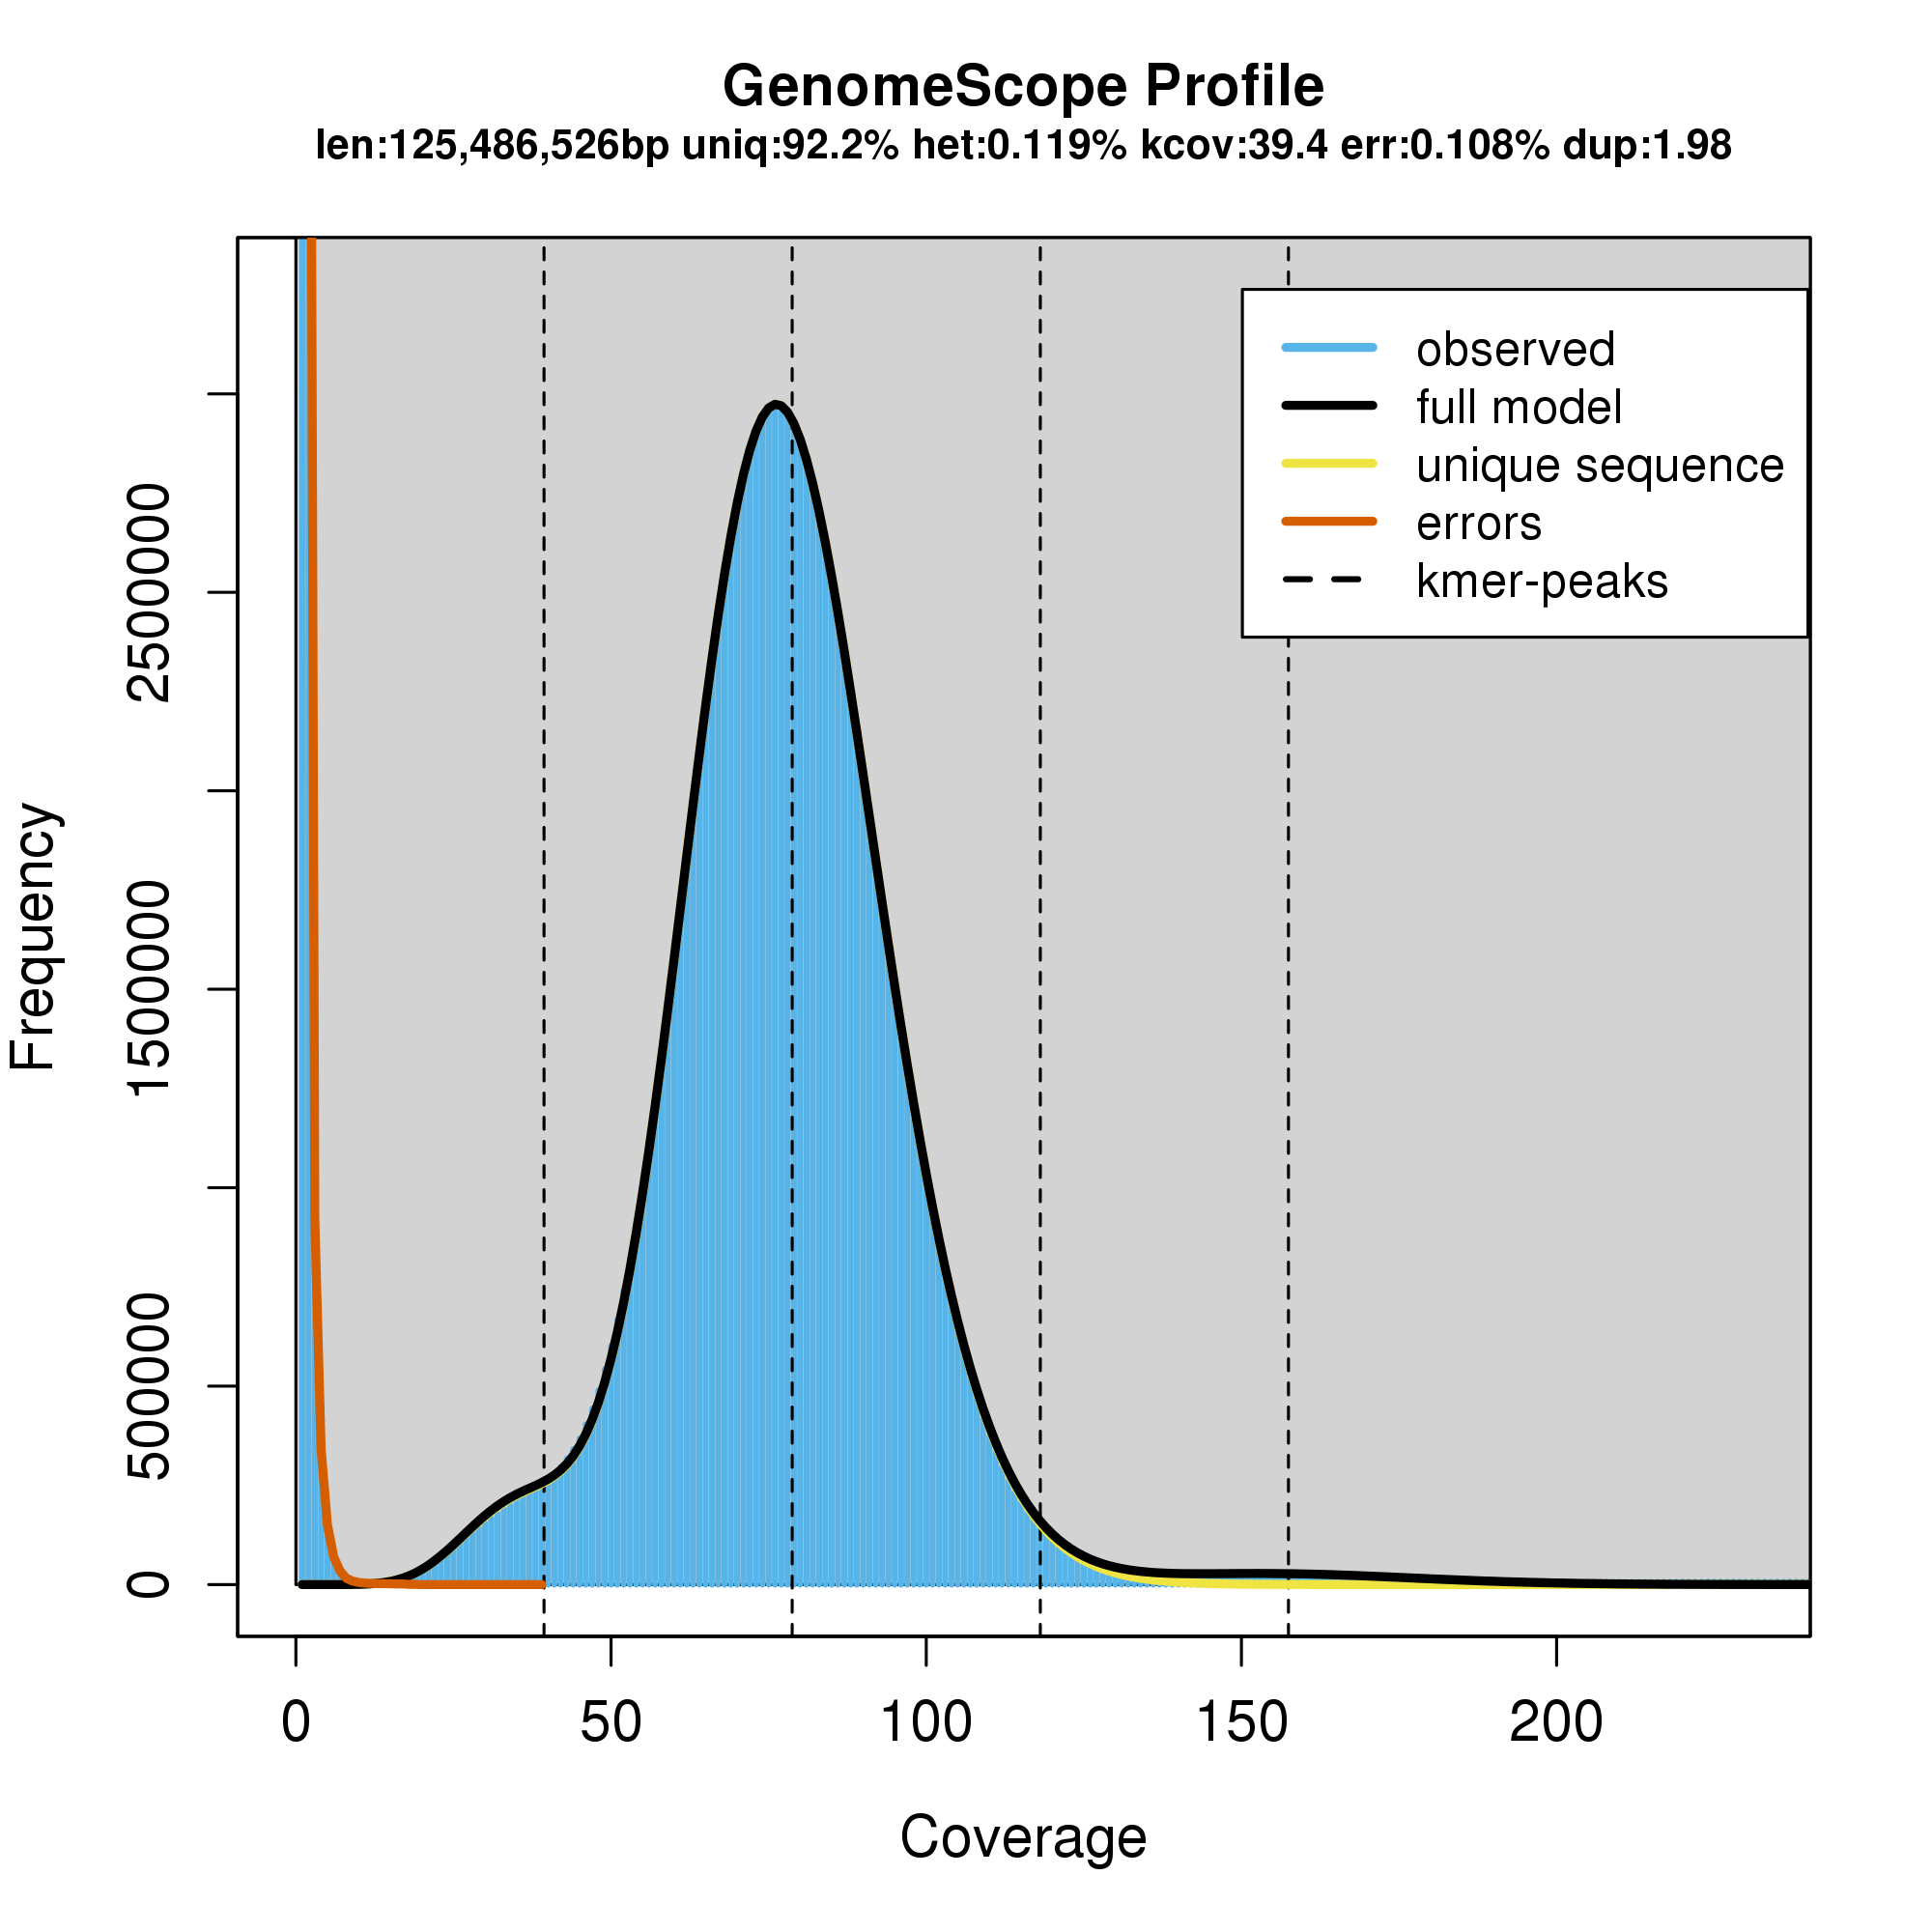 GenomeScope Profile
len:125,486,526bp uniq:92.2% het:0.119% kcov:39.4 err:0.108% dup:1.98
observed
full model
unique sequence
errors
kmer-peaks
Frequency
2500000
1500000
500000
0
0 50 100 150 200
Coverage